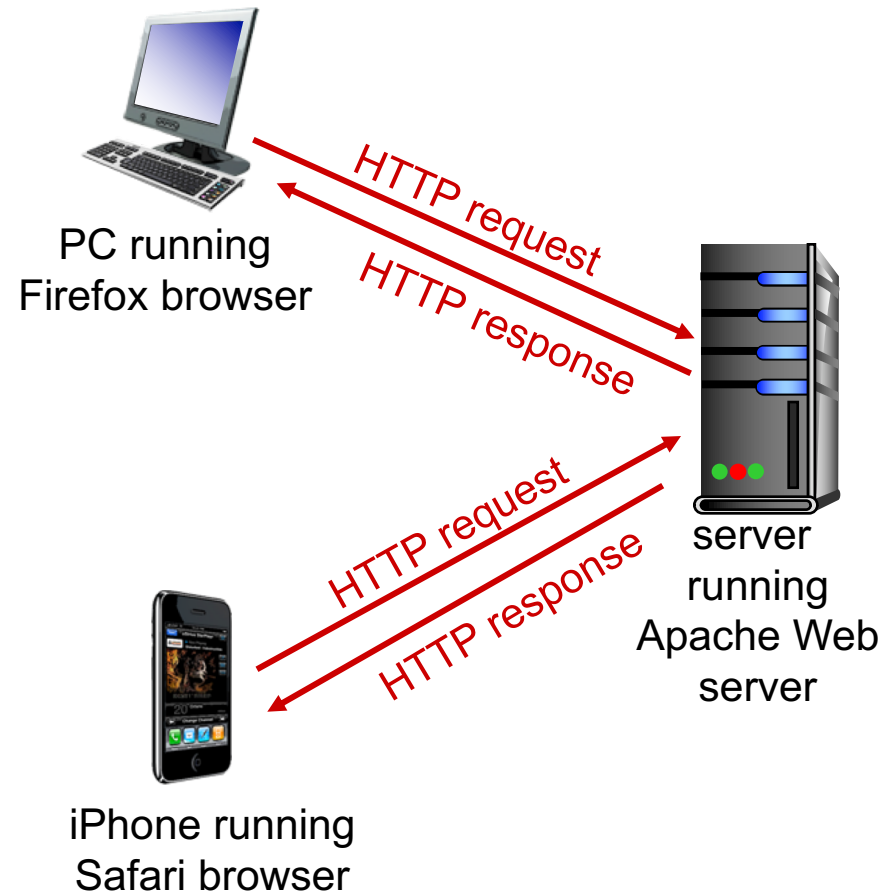 HTTP request
HTTP response
PC running
Firefox browser
HTTP request
HTTP response
server
running
Apache Web
server
iPhone running
Safari browser